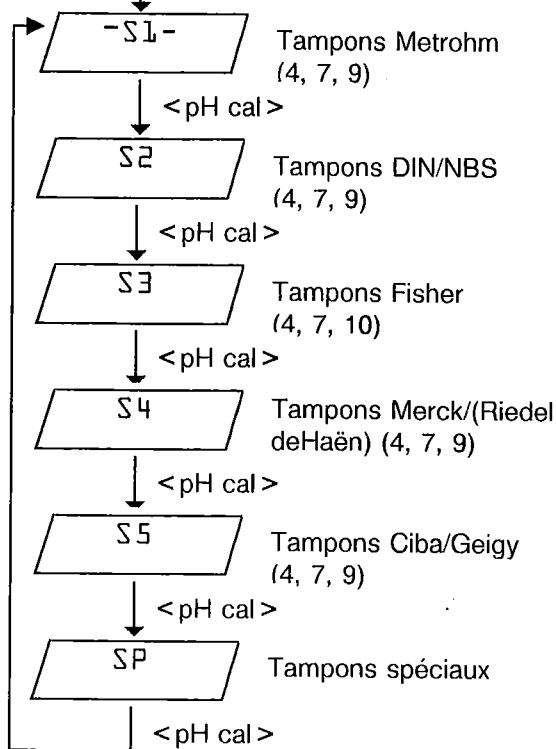 -S1-
Tampons Metrohm
(4, 7, 9)
<pH cal>
S2
Tampons DIN/NBS
(4, 7, 9)
<pH cal>
S3
Tampons Fisher
(4, 7, 10)
<pH cal>
S4
Tampons Merck/(Riedel
deHaën) (4, 7, 9)
<pH cal>
S5
Tampons Ciba/Geigy
(4, 7, 9)
<pH cal>
SP
Tampons spéciaux
<pH cal>